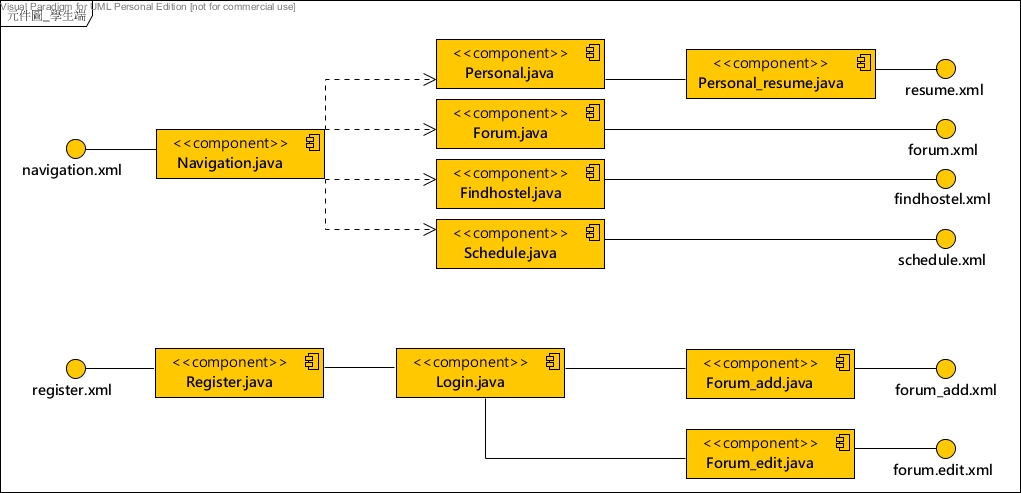 Visual Paradigm for UML Personal Edition [not for commercial use]
元件圖_學生端
<<component>>
Personal.java
<<component>>
Personal_resume.java
resume.xml
<<component>>
Forum.java
forum.xml
navigation.xml
<<component>>
Navigation.java
<<component>>
Findhostel.java
findhostel.xml
<<component>>
Schedule.java
schedule.xml
register.xml
<<component>>
Register.java
<<component>>
Login.java
<<component>>
Forum_add.java
forum_add.xml
<<component>>
Forum_edit.java
forum.edit.xml